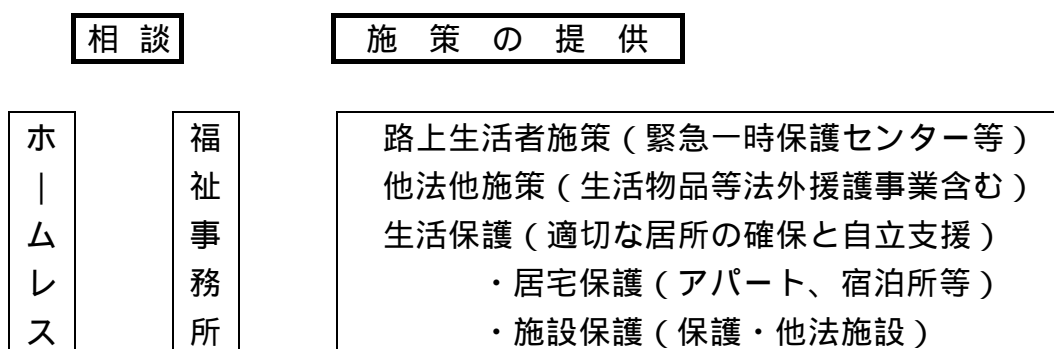 相談
施策の提供
ホームレス
福祉事務所
路上生活者施策（緊急一時保護センター等）
他法他施策（生活物品等法外援護事業含む）
生活保護（適切な居所の確保と自立支援）
・居宅保護（アパート、宿泊所等）
・施設保護（保護・他法施設）